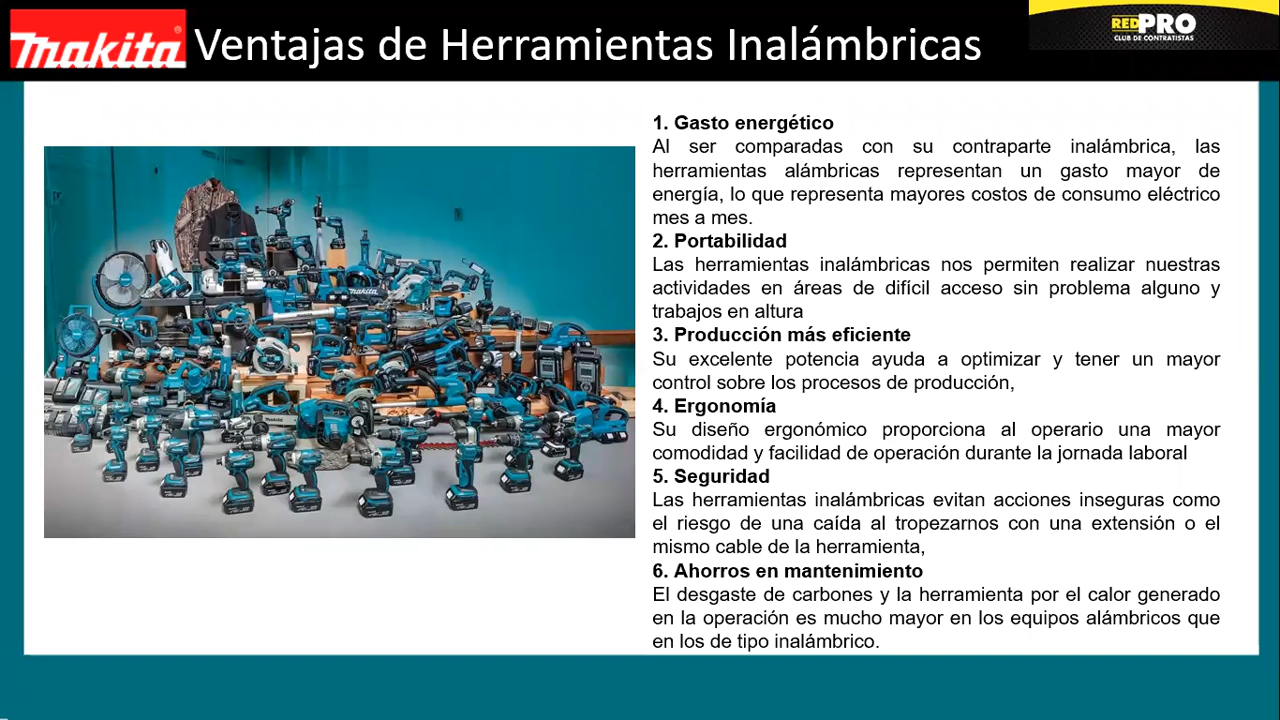 makita
Ventajas de Herramientas Inalámbricas
REDPRO
CLUB DE CONTRATISTAS
1. Gasto energético
Al ser comparadas con su contraparte inalámbrica, las
herramientas alámbricas representan un gasto mayor de
energía, lo que representa mayores costos de consumo eléctrico
mes a mes.
2. Portabilidad
Las herramientas inalámbricas nos permiten realizar nuestras
actividades en áreas de difícil acceso sin problema alguno y
trabajos en altura
3. Producción más eficiente
Su excelente potencia ayuda a optimizar y tener un mayor
control sobre los procesos de producción,
4. Ergonomía
Su diseño ergonómico proporciona al operario una mayor
comodidad y facilidad de operación durante la jornada laboral
5. Seguridad
Las herramientas inalámbricas evitan acciones inseguras como
el riesgo de una caída al tropezarnos con una extensión o el
mismo cable de la herramienta,
6. Ahorros en mantenimiento
El desgaste de carbones y la herramienta por el calor generado
en la operación es mucho mayor en los equipos alámbricos que
en los de tipo inalámbrico.